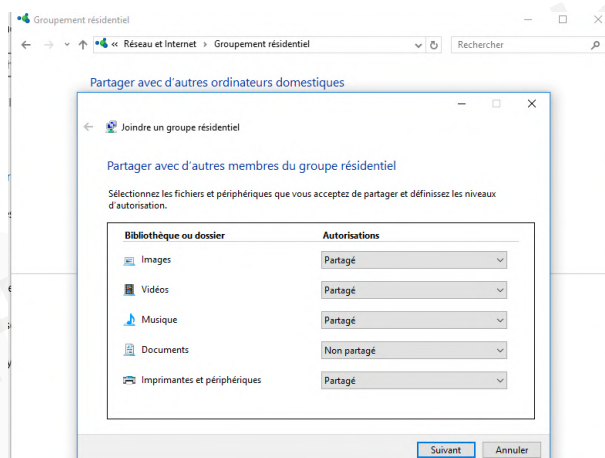 Groupement résidentiel
« Réseau et Internet › Groupement résidentiel
Rechercher
Partager avec d'autres ordinateurs domestiques
Joindre un groupe résidentiel
Partager avec d'autres membres du groupe résidentiel
Sélectionnez les fichiers et périphériques que vous acceptez de partager et définissez les niveaux
d'autorisation.
Bibliothèque ou dossier Autorisations
Images Partagé
Vidéos Partagé
Musique Partagé
Documents Non partagé
Imprimantes et périphériques Partagé
Suivant Annuler